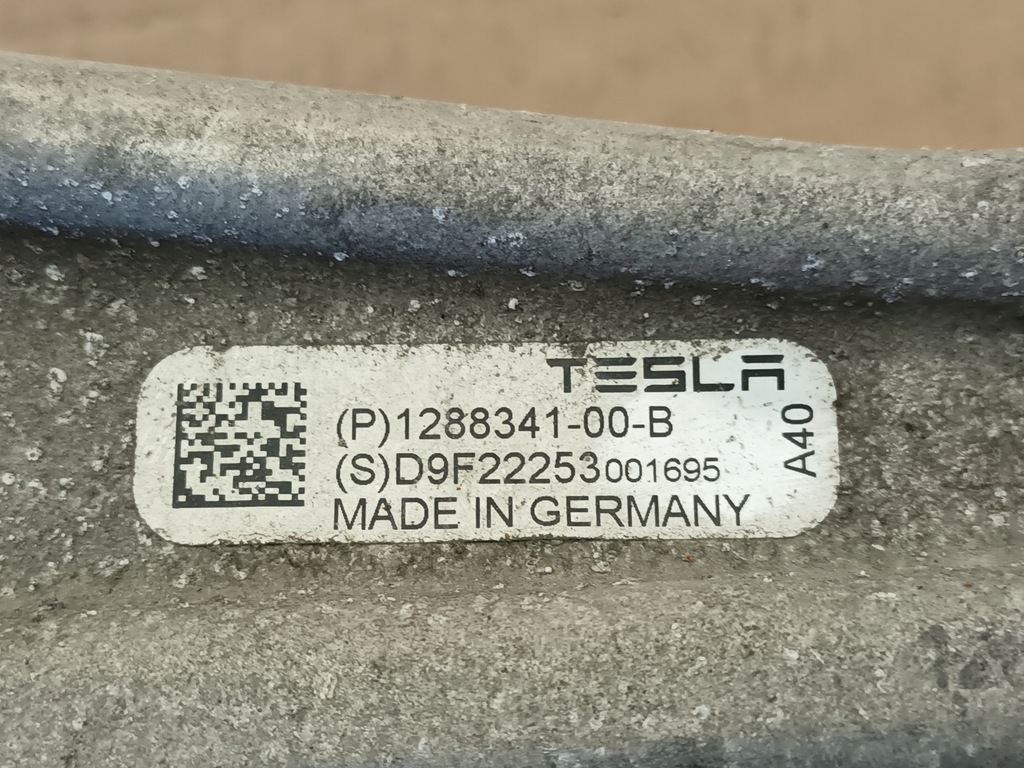 TESLA
(P)1288341-00-B
(S)D9F22253001695
MADE IN GERMANY
A40